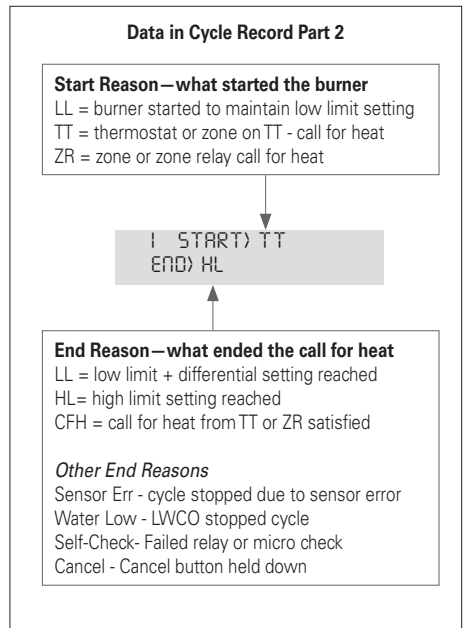 Data in Cycle Record Part 2
Start Reason—what started the burner
LL = burner started to maintain low limit setting
TT = thermostat or zone on TT - call for heat
ZR = zone or zone relay call for heat
1 START> TT
END> HL
End Reason—what ended the call for heat
LL = low limit + differential setting reached
HL= high limit setting reached
CFH = call for heat from TT or ZR satisfied
Other End Reasons
Sensor Err - cycle stopped due to sensor error
Water Low - LWCO stopped cycle
Self-Check- Failed relay or micro check
Cancel - Cancel button held down